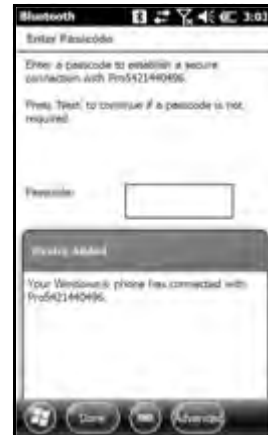 Bluetooth 3:03
Enter Passcode
Enter a passcode to establish a secure
connection with Pro5421440496.
Press 'Next' to continue if a passcode is not
required.
Passcode:
Device Added
Your Windows® phone has connected with
Pro5421440496.
Done Advanced